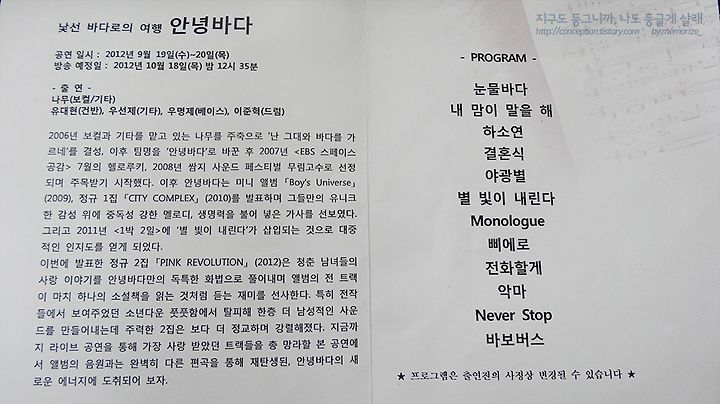 낯선 바다로의 여행 안녕바다
공연 일시 : 2012년 9월 19일(수)~20일(목)
방송 예정일 : 2012년 10월 18일(목) 밤 12시 35분
- 출 연 -
나무(보컬/기타)
유대현(건반), 우선제(기타), 우명제(베이스), 이준혁(드럼)
2006년 보컬과 기타를 맡고 있는 나무를 주축으로 '난 그대와 바다를 가
르네'를 결성, 이후 팀명을 '안녕바다'로 바꾼 후 2007년 <EBS 스페이스
공감> 7월의 헬로루키, 2008년 쌈지 사운드 페스티벌 무림고수로 선정
되며 주목받기 시작했다. 이후 안녕바다는 미니 앨범 「Boy's Universe」
(2009), 정규 1집 「CITY COMPLEX」(2010)를 발표하며 그들만의 유니크
한 감성 위에 중독성 강한 멜로디, 생명력을 불어 넣은 가사를 선보였다.
그리고 2011년 <1박 2일>에 '별 빛이 내린다'가 삽입되는 것으로 대중
적인 인지도를 얻게 되었다.
이번에 발표한 정규 2집 「PINK REVOLUTION」(2012)은 청춘 남녀들의
사랑 이야기를 안녕바다만의 독특한 화법으로 풀어내며 앨범의 전 트랙
이 마치 하나의 소설책을 읽는 것처럼 듣는 재미를 선사한다. 특히 전작
들에서 보여주었던 소년다운 풋풋함에서 탈피해 한층 더 남성적인 사운
드를 만들어내는데 주력한 2집은 보다 더 정교하며 강렬해졌다. 지금까
지 라이브 공연을 통해 가장 사랑 받았던 트랙들을 총 망라할 본 공연에
서 앨범의 음원과는 완벽히 다른 편곡을 통해 재탄생된, 안녕바다의 새
로운 에너지에 도취되어 보자.
지구도 둥그니까, 나도 둥글게 살래.
http://conception.tistory.com/ by.memorize_
- PROGRAM -
눈물바다
내 맘이 말을 해
하소연
결혼식
야광별
별 빛이 내린다
Monologue
삐에로
전화할게
악마
Never Stop
바보버스
★ 프로그램은 출연진의 사정상 변경될 수 있습니다 ★